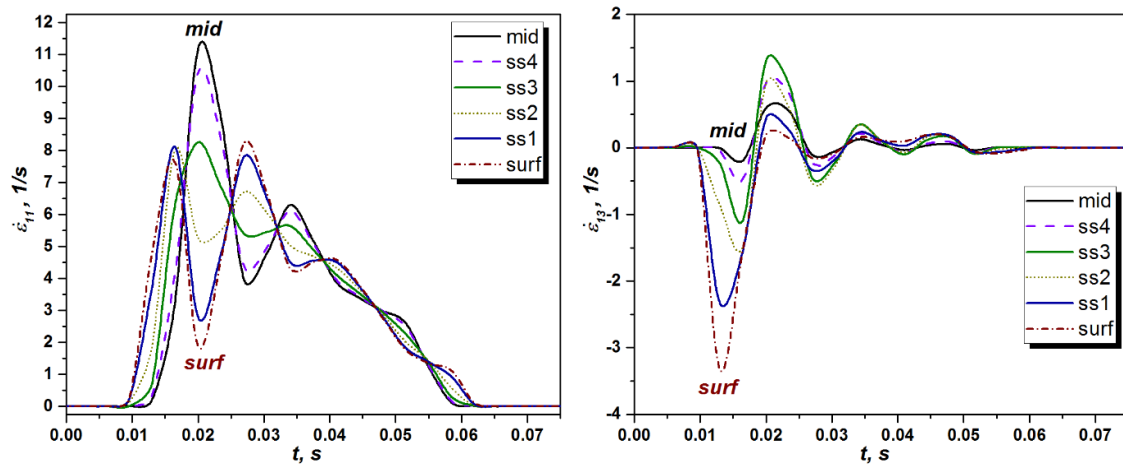 12
11
10
9
8
7
6
5
4
3
2
1
0
ε̇₁₁, 1/s
mid
surf
mid
ss4
ss3
ss2
ss1
surf
0.00 0.01 0.02 0.03 0.04 0.05 0.06 0.07
t, s
2
1
0
-1
-2
-3
-4
ε̇₁₃, 1/s
mid
surf
mid
ss4
ss3
ss2
ss1
surf
0.00 0.01 0.02 0.03 0.04 0.05 0.06 0.07
t, s